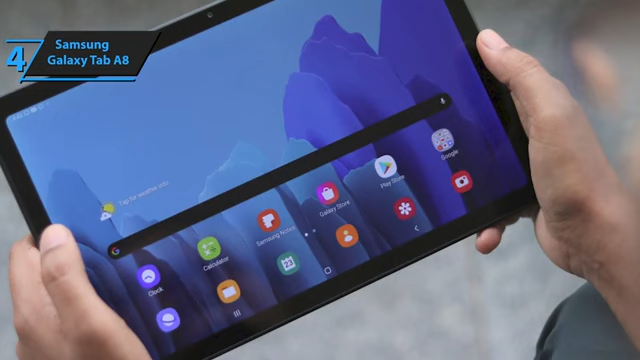 4
Samsung
Galaxy Tab A8
Tap for weather info
G
Clock
Calculator
Samsung Notes
Galaxy Store
Play Store
Google